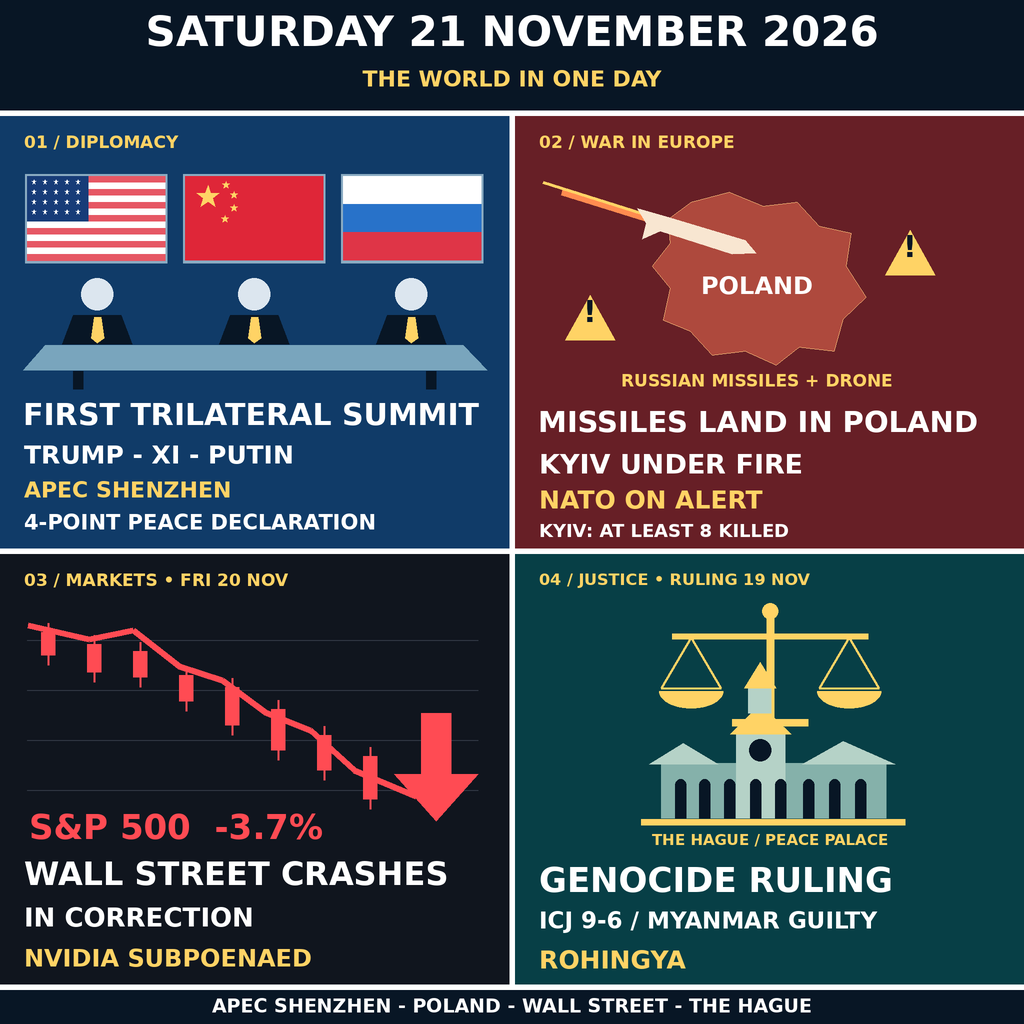 SATURDAY 21 NOVEMBER 2026
THE WORLD IN ONE DAY
01 / DIPLOMACY
FIRST TRILATERAL SUMMIT
TRUMP - XI - PUTIN
APEC SHENZHEN
4-POINT PEACE DECLARATION
02 / WAR IN EUROPE
!
POLAND
!
RUSSIAN MISSILES + DRONE
MISSILES LAND IN POLAND
KYIV UNDER FIRE
NATO ON ALERT
KYIV: AT LEAST 8 KILLED
03 / MARKETS • FRI 20 NOV
S&P 500 -3.7%
WALL STREET CRASHES
IN CORRECTION
NVIDIA SUBPOENAED
04 / JUSTICE • RULING 19 NOV
THE HAGUE / PEACE PALACE
GENOCIDE RULING
ICJ 9-6 / MYANMAR GUILTY
ROHINGYA
APEC SHENZHEN - POLAND - WALL STREET - THE HAGUE